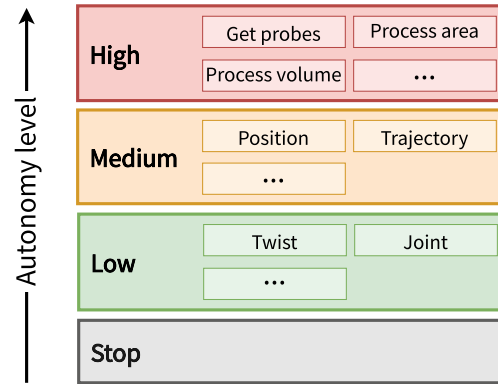 Autonomy level
High
Get probes
Process area
Process volume
...
Medium
Position
Trajectory
...
Low
Twist
Joint
...
Stop